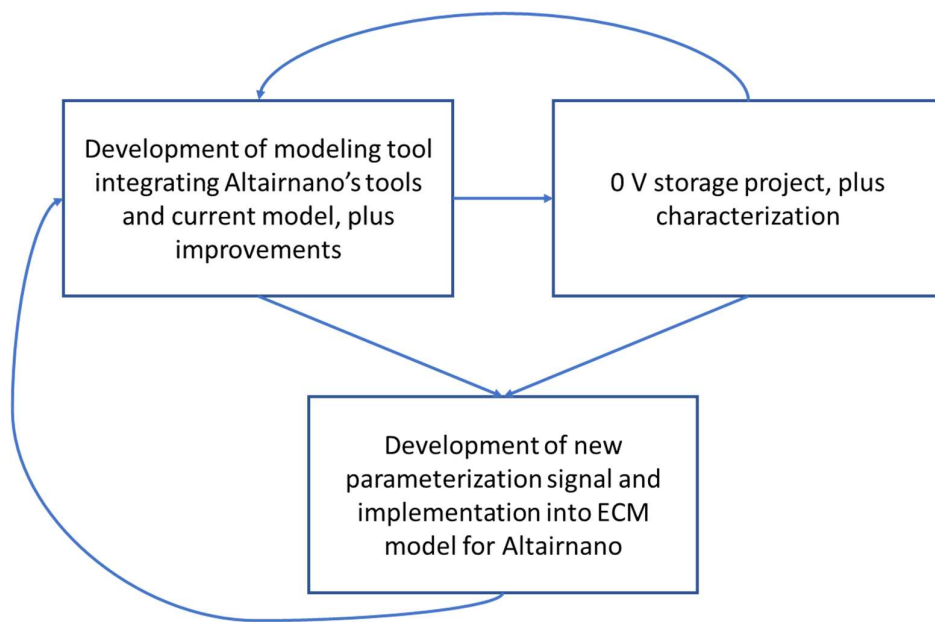 Development of modeling tool
integrating Altairnano's tools
and current model, plus
improvements
0 V storage project, plus
characterization
Development of new
parameterization signal and
implementation into ECM
model for Altairnano